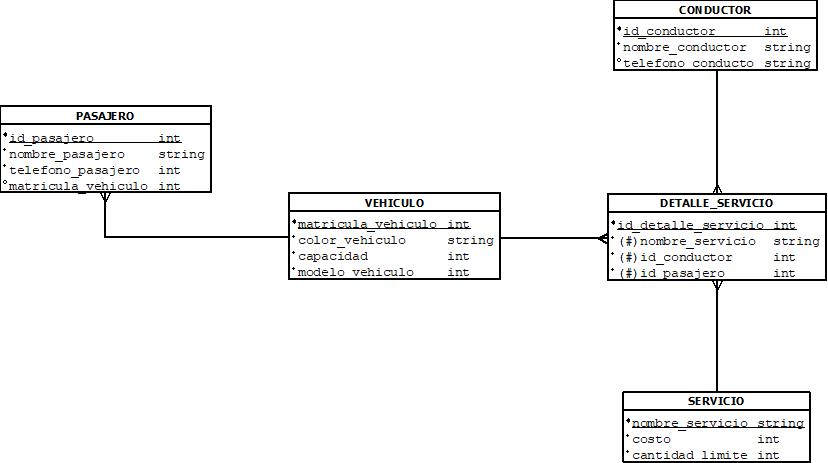 CONDUCTOR
*id_conductor int
*nombre_conductor string
°telefono_conducto string
PASAJERO
*id_pasajero int
*nombre_pasajero string
*telefono_pasajero int
°matricula_vehiculo int
VEHICULO
*matricula_vehiculo int
*color_vehiculo string
*capacidad int
*modelo_vehiculo int
DETALLE_SERVICIO
*id_detalle_servicio int
*(#)nombre_servicio string
*(#)id_conductor int
*(#)id_pasajero int
SERVICIO
*nombre_servicio string
*costo int
*cantidad_limite int